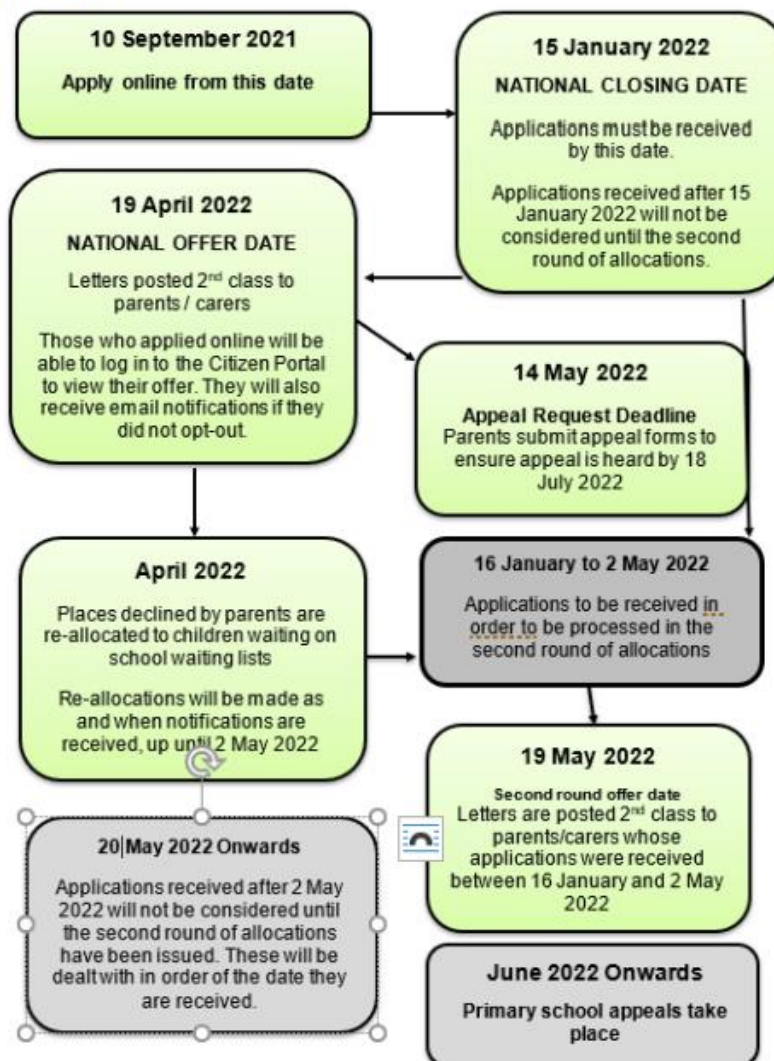 10 September 2021
Apply online from this date
15 January 2022
NATIONAL CLOSING DATE
Applications must be received
by this date.
Applications received after 15
January 2022 will not be
considered until the second
round of allocations.
19 April 2022
NATIONAL OFFER DATE
Letters posted 2nd class to
parents / carers
Those who applied online will be
able to log in to the Citizen Portal
to view their offer. They will also
receive email notifications if they
did not opt-out.
14 May 2022
Appeal Request Deadline
Parents submit appeal forms to
ensure appeal is heard by 18
July 2022
April 2022
Places declined by parents are
re-allocated to children waiting on
school waiting lists
Re-allocations will be made as
and when notifications are
received, up until 2 May 2022
16 January to 2 May 2022
Applications to be received in
order to be processed in the
second round of allocations
19 May 2022
Second round offer date
Letters are posted 2nd class to
parents/carers whose
applications were received
between 16 January and 2 May
2022
20 May 2022 Onwards
Applications received after 2 May
2022 will not be considered until
the second round of allocations
have been issued. These will be
dealt with in order of the date they
are received.
June 2022 Onwards
Primary school appeals take
place